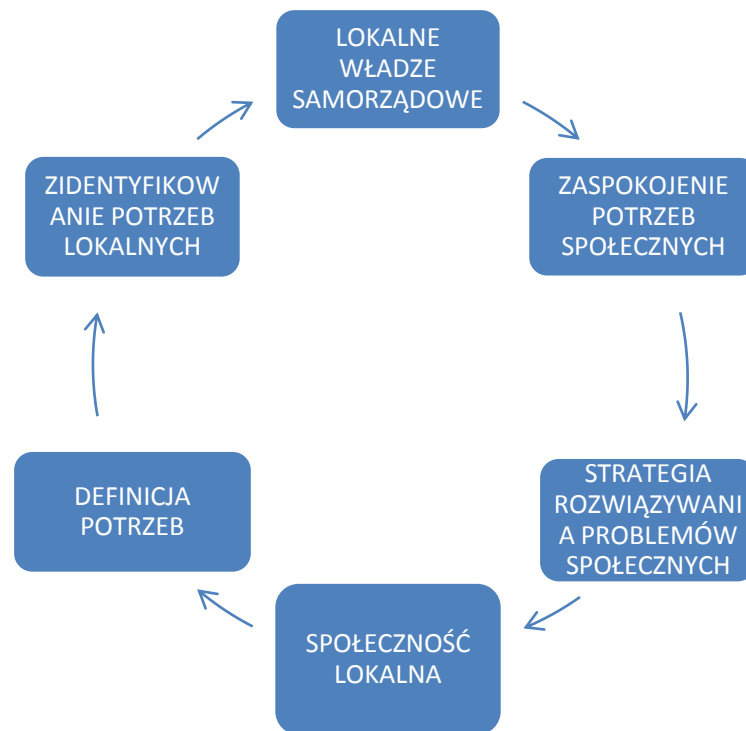 LOKALNE
WŁADZE
SAMORZĄDOWE
ZASPOKOJENIE
POTRZEB
SPOŁECZNYCH
STRATEGIA
ROZWIĄZYWANI
A PROBLEMÓW
SPOŁECZNYCH
SPOŁECZNOŚĆ
LOKALNA
DEFINICJA
POTRZEB
ZIDENTYFIKOW
ANIE POTRZEB
LOKALNYCH